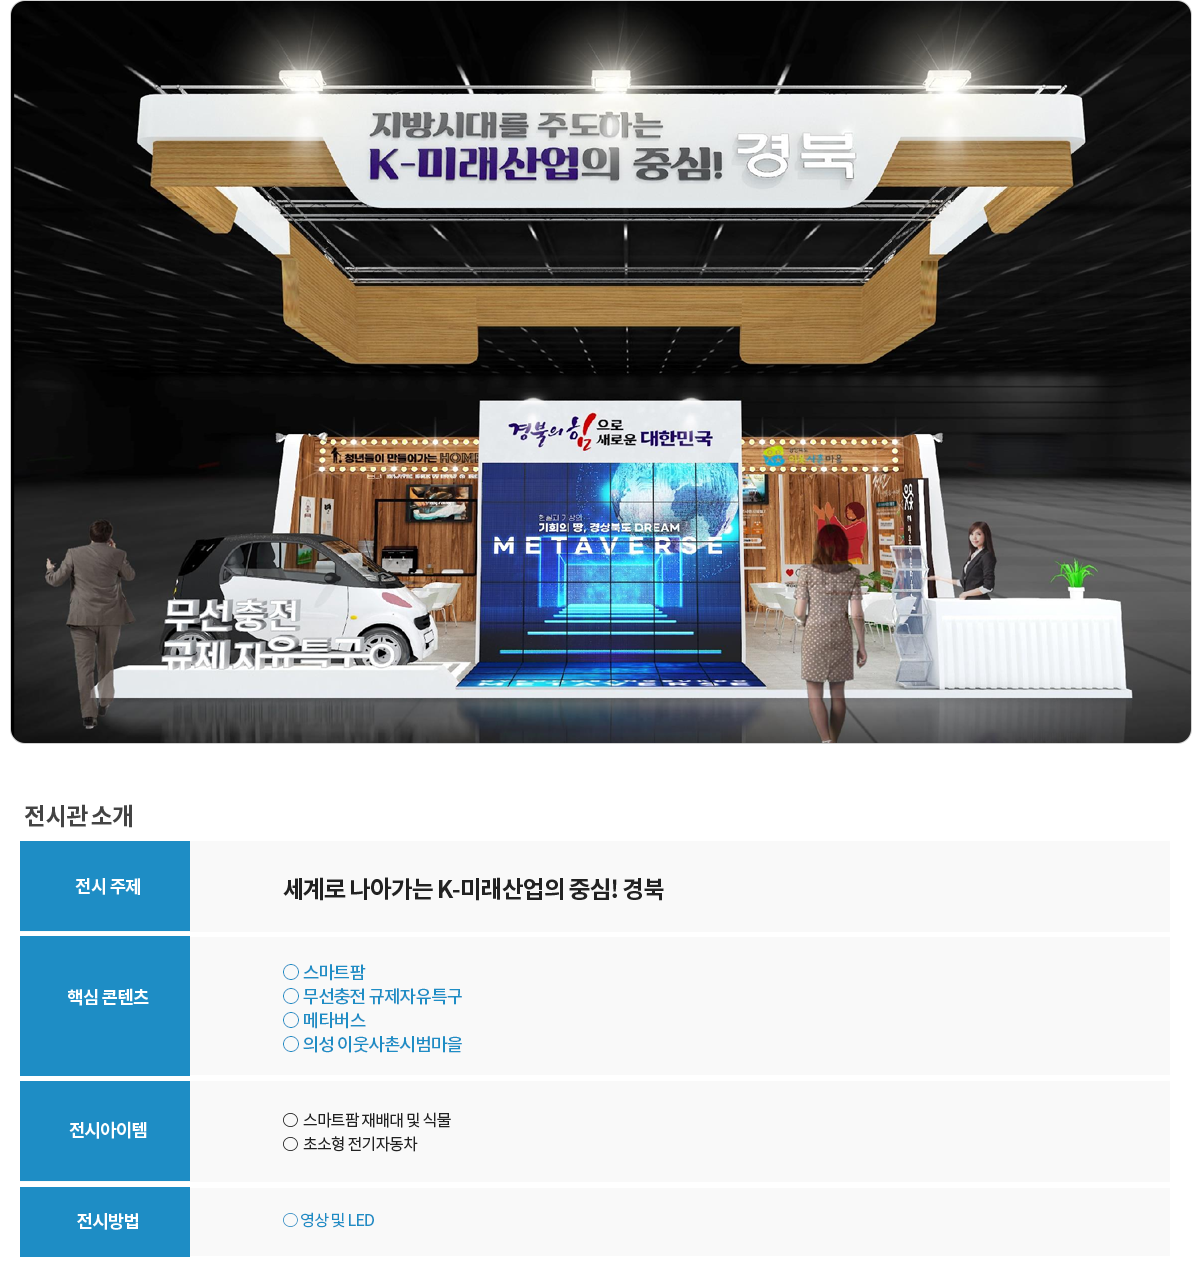 지방시대를 주도하는
K-미래산업의 중심! 경북
경북의 힘으로
새로운 대한민국
청년들이 만들어가는 HOME
기회의 땅, 경상북도 DREAM
METAVERSE
METAVERSE
무선충전
규제자유특구
전시관 소개
전시 주제
세계로 나아가는 K-미래산업의 중심! 경북
핵심 콘텐츠
○ 스마트팜
○ 무선충전 규제자유특구
○ 메타버스
○ 의성 이웃사촌시범마을
전시아이템
○ 스마트팜 재배대 및 식물
○ 초소형 전기자동차
전시방법
○ 영상 및 LED